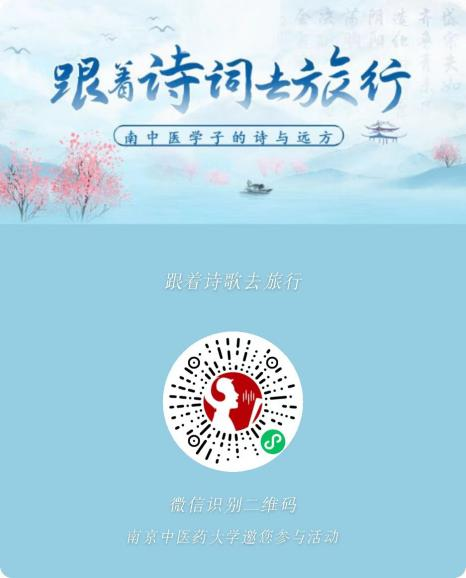 跟着诗词去旅行
南中医学子的诗与远方
跟着诗歌去旅行
微信识别二维码
南京中医药大学邀您参与活动